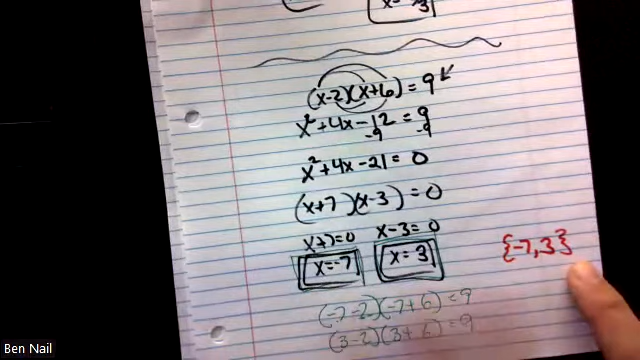 x = 3
(x-2)(x+6) = 9
x²+4x-12 = 9
-9 -9
x²+4x-21 = 0
(x+7)(x-3) = 0
x+7=0 x-3=0
x=-7 x=3 {-7,3}
(-7-2)(-7+6)=9
(3-2)(3+6)=9
Ben Nail